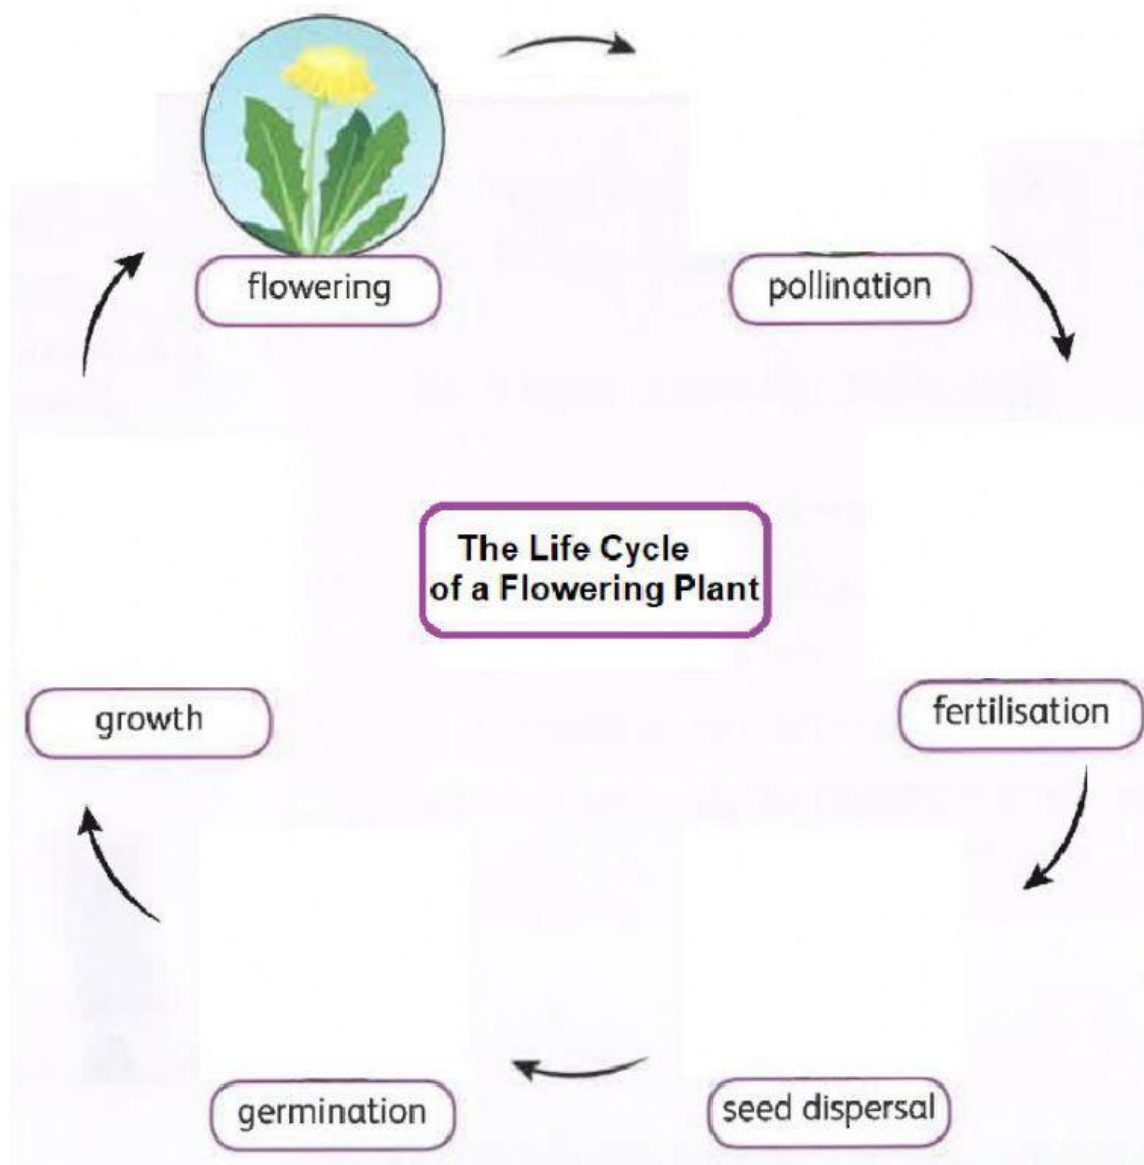 flowering
pollination
The Life Cycle
of a Flowering Plant
growth
fertilisation
germination
seed dispersal